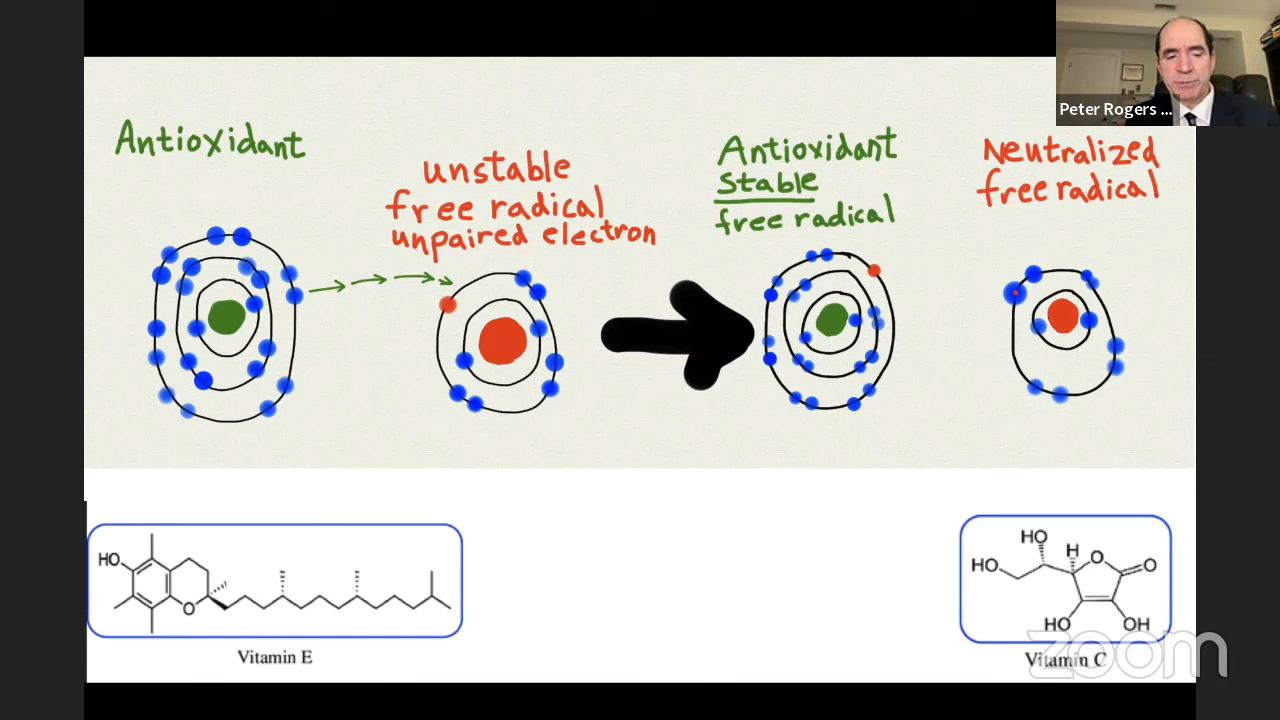 Peter Rogers ...
Antioxidant
unstable
free radical
unpaired electron
Antioxidant
Stable
free radical
Neutralized
free radical
HO
O
Vitamin E
HO
HO
H
O
O
HO
OH
Vitamin C
zoom